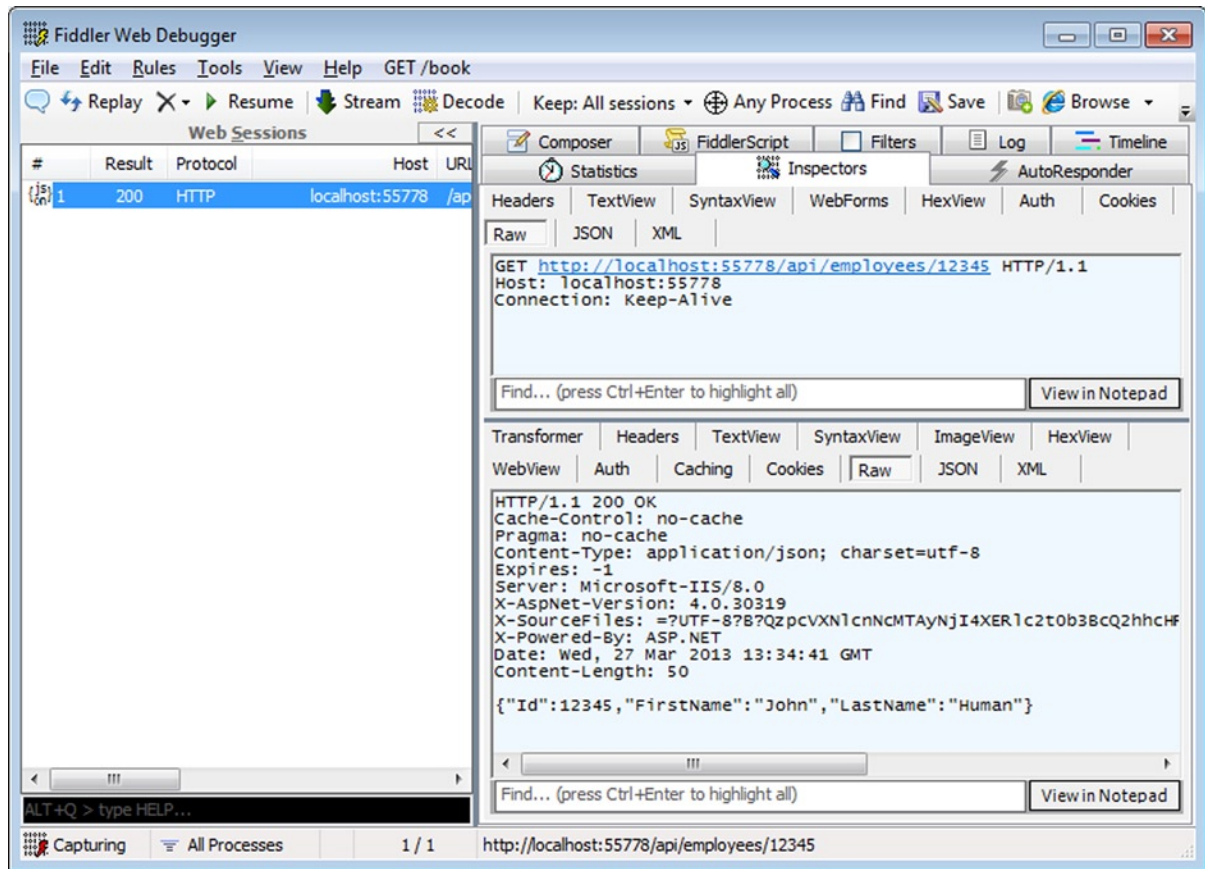 Fiddler Web Debugger
File Edit Rules Tools View Help GET /book
Replay Resume Stream Decode Keep: All sessions Any Process Find Save Browse
Web Sessions <<
# Result Protocol Host URL
1 200 HTTP localhost:55778 /ap
Composer FiddlerScript Filters Log Timeline
Statistics Inspectors AutoResponder
Headers TextView SyntaxView WebForms HexView Auth Cookies
Raw JSON XML
GET http://localhost:55778/api/employees/12345 HTTP/1.1
Host: localhost:55778
Connection: Keep-Alive
Find... (press Ctrl+Enter to highlight all) View in Notepad
Transformer Headers TextView SyntaxView ImageView HexView
WebView Auth Caching Cookies Raw JSON XML
HTTP/1.1 200 OK
Cache-Control: no-cache
Pragma: no-cache
Content-Type: application/json; charset=utf-8
Expires: -1
Server: Microsoft-IIS/8.0
X-AspNet-Version: 4.0.30319
X-SourceFiles: =?UTF-8?B?QzpcVXNlcnNcMTAyNjI4XERlc2t0b3BcQ2hhcHF
X-Powered-By: ASP.NET
Date: Wed, 27 Mar 2013 13:34:41 GMT
Content-Length: 50
{"Id":12345,"FirstName":"John","LastName":"Human"}
Find... (press Ctrl+Enter to highlight all) View in Notepad
ALT+Q > type HELP...
Capturing All Processes 1 / 1 http://localhost:55778/api/employees/12345